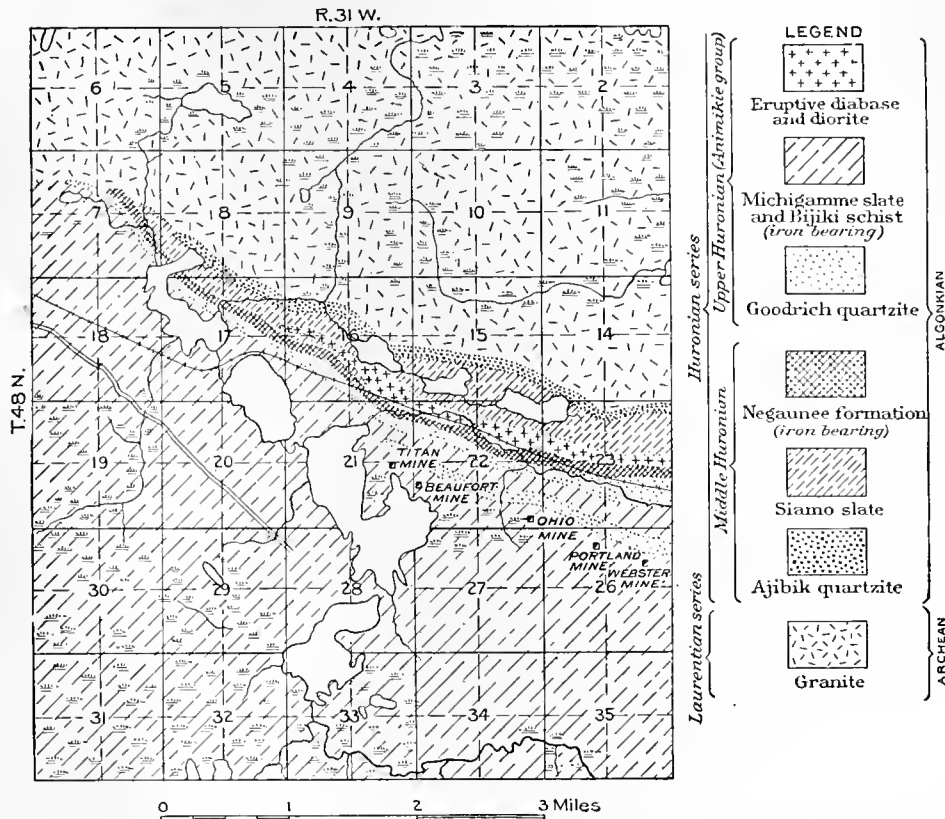 R.31 W.
T.48 N.
6 5 4 3 2
7 8 9 10 11
18 17 16 15 14
19 20 21 22 23
TITAN
MINE
BEAUFORT
MINE
OHIO
MINE
PORTLAND
MINE
WEBSTER
MINE
30 29 28 27 26
31 32 33 34 35
0 1 2 3 Miles
LEGEND
Eruptive diabase
and diorite
Michigamme slate
and Bijiki schist
(iron bearing)
Goodrich quartzite
Negaunee formation
(iron bearing)
Siamo slate
Ajibik quartzite
Granite
Upper Huronian (Animikie group)
Middle Huronian
Huronian series
Laurentian series
ALGONKIAN
ARCHEAN